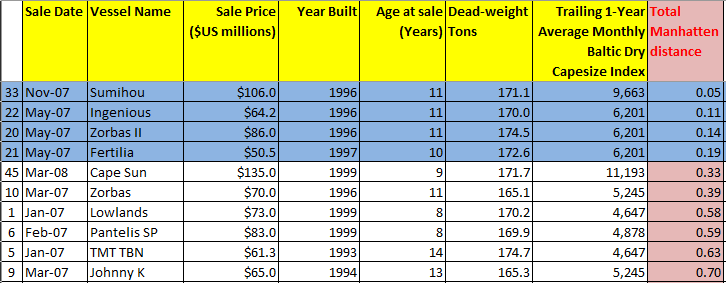 Sale Date Vessel Name Sale Price ($US millions) Year Built Age at sale (Years) Dead-weight Tons Trailing 1-Year Average Monthly Baltic Dry Capesize Index Total Manhatten distance
33 Nov-07 Sumihou $106.0 1996 11 171.1 9,663 0.05
22 May-07 Ingenious $64.2 1996 11 170.0 6,201 0.11
20 May-07 Zorbas II $86.0 1996 11 174.5 6,201 0.14
21 May-07 Fertilia $50.5 1997 10 172.6 6,201 0.19
45 Mar-08 Cape Sun $135.0 1999 9 171.7 11,193 0.33
10 Mar-07 Zorbas $70.0 1996 11 165.1 5,245 0.39
1 Jan-07 Lowlands $73.0 1999 8 170.2 4,647 0.58
6 Feb-07 Pantelis SP $83.0 1999 8 169.9 4,878 0.59
5 Jan-07 TMT TBN $61.3 1993 14 174.7 4,647 0.63
9 Mar-07 Johnny K $65.0 1994 13 165.3 5,245 0.70